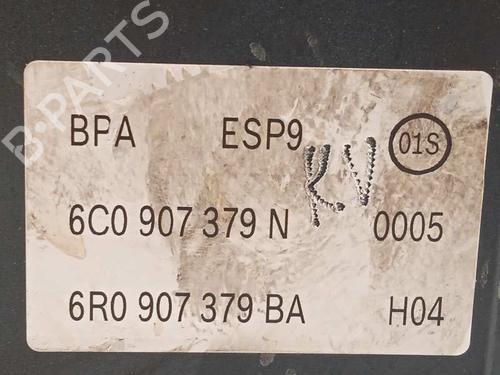 B-PARTS
BPA ESP9 01S
KV
6C0 907 379 N 0005
6R0 907 379 BA H04